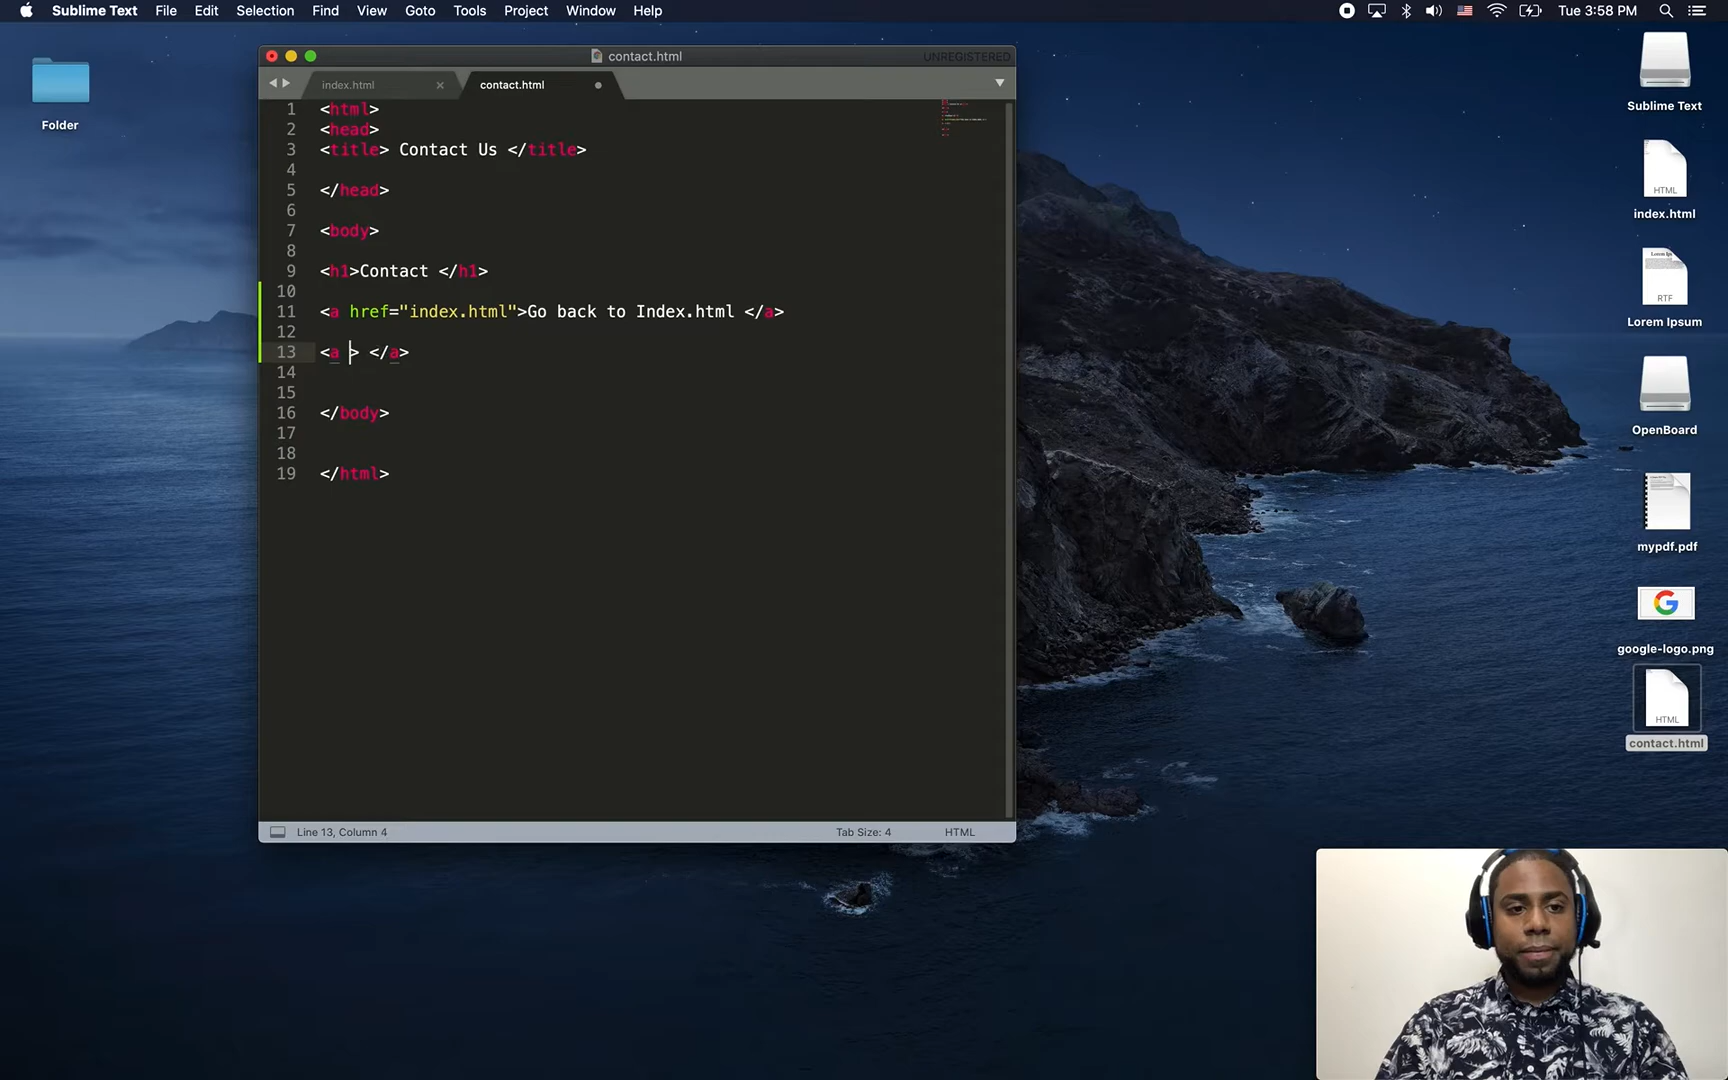 Sublime Text File Edit Selection Find View Goto Tools Project Window Help Tue 3:58 PM
Folder
contact.html UNREGISTERED
index.html contact.html
1 <html>
2 <head>
3 <title> Contact Us </title>
4
5 </head>
6
7 <body>
8
9 <h1>Contact </h1>
10
11 <a href="index.html">Go back to Index.html </a>
12
13 <a > </a>
14
15
16 </body>
17
18
19 </html>
Line 13, Column 4 Tab Size: 4 HTML
Sublime Text
HTML
index.html
Lorem Ipsum
RTF
Lorem Ipsum
OpenBoard
mypdf.pdf
G
google-logo.png
HTML
contact.html